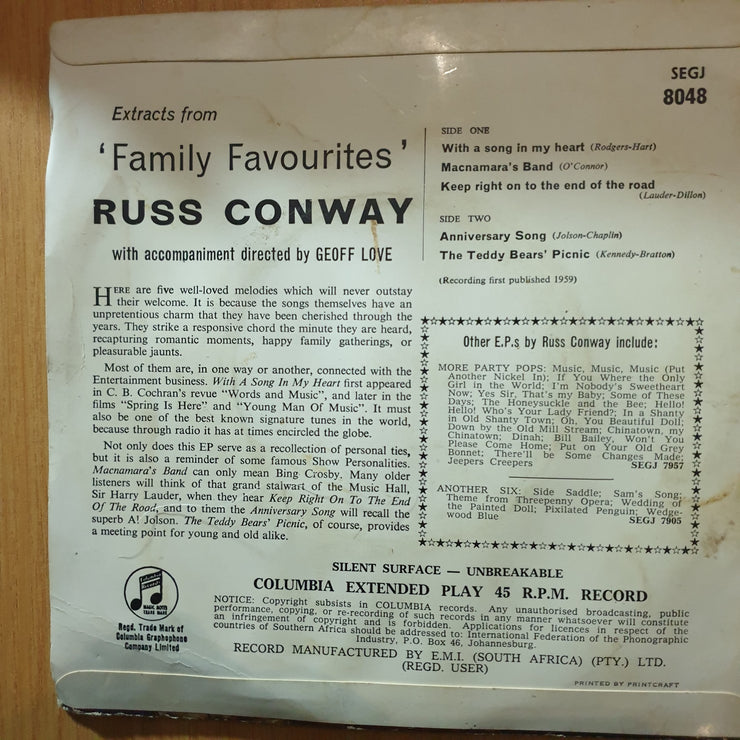 SEGJ
8048
Extracts from
‘Family Favourites’
RUSS CONWAY
with accompaniment directed by GEOFF LOVE
HERE are five well-loved melodies which will never outstay
their welcome. It is because the songs themselves have an
unpretentious charm that they have been cherished through the
years. They strike a responsive chord the minute they are heard,
recapturing romantic moments, happy family gatherings, or
pleasurable jaunts.
Most of them are, in one way or another, connected with the
Entertainment business. With A Song In My Heart first appeared
in C. B. Cochran's revue “Words and Music”, and later in the
films “Spring Is Here” and “Young Man Of Music”. It must
also be one of the best known signature tunes in the world,
because through radio it has at times encircled the globe.
Not only does this EP serve as a recollection of personal ties,
but it is also a reminder of some famous Show Personalities.
Macnamara's Band can only mean Bing Crosby. Many older
listeners will think of that grand stalwart of the Music Hall,
Sir Harry Lauder, when they hear Keep Right On To The End
Of The Road, and to them the Anniversary Song will recall the
superb A! Jolson. The Teddy Bears' Picnic, of course, provides
a meeting point for young and old alike.
SIDE ONE
With a song in my heart (Rodgers-Hart)
Macnamara's Band (O'Connor)
Keep right on to the end of the road
(Lauder-Dillon)
SIDE TWO
Anniversary Song (Jolson-Chaplin)
The Teddy Bears' Picnic (Kennedy-Bratton)
(Recording first published 1959)
Other E.P.s by Russ Conway include:
MORE PARTY POPS: Music, Music, Music (Put
Another Nickel In); If You Where the Only
Girl in the World; I'm Nobody's Sweetheart
Now; Yes Sir, That's my Baby; Some of These
Days; The Honeysuckle and the Bee; Hello!
Hello! Who's Your Lady Friend?; In a Shanty
in Old Shanty Town; Oh, You Beautiful Doll;
Down by the Old Mill Stream; Chinatown, my
Chinatown; Dinah; Bill Bailey, Won't You
Please Come Home; Put on Your Old Grey
Bonnet; There'll be Some Changes Made;
Jeepers Creepers SEGJ 7957
ANOTHER SIX: Side Saddle; Sam's Song;
Theme from Threepenny Opera; Wedding of
the Painted Doll; Pixilated Penguin; Wedge-
wood Blue SEGJ 7905
Columbia
Records
MAGIC NOTES
TRADE MARK
Regd. Trade Mark of
Columbia Graphophone
Company Limited
SILENT SURFACE — UNBREAKABLE
COLUMBIA EXTENDED PLAY 45 R.P.M. RECORD
NOTICE: Copyright subsists in COLUMBIA records. Any unauthorised broadcasting, public
performance, copying, or re-recording of such records in any manner whatsoever will constitute
an infringement of copyright and is forbidden. Applications for licences in respect of the
countries of Southern Africa should be addressed to: International Federation of the Phonographic
Industry, P.O. Box 46, Johannesburg.
RECORD MANUFACTURED BY E.M.I. (SOUTH AFRICA) (PTY.) LTD.
(REGD. USER)
PRINTED BY PRINTCRAFT